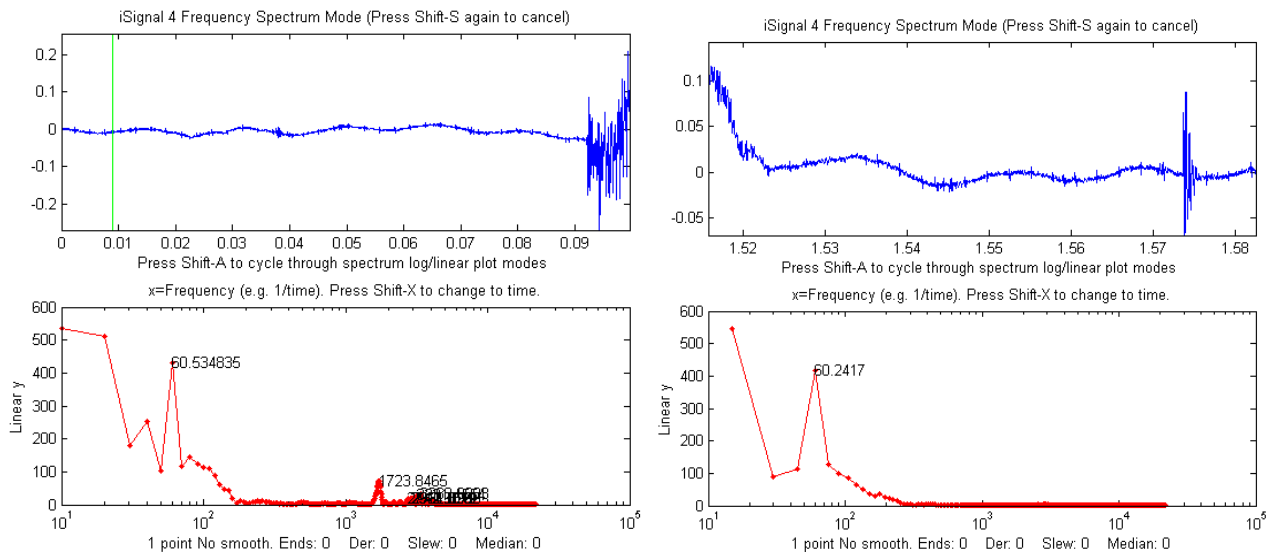 iSignal 4 Frequency Spectrum Mode (Press Shift-S again to cancel)
0.2
0.1
0
-0.1
-0.2
0 0.01 0.02 0.03 0.04 0.05 0.06 0.07 0.08 0.09
Press Shift-A to cycle through spectrum log/linear plot modes
x=Frequency (e.g. 1/time). Press Shift-X to change to time.
600
500
400
300
200
100
0
Linear y
60.534835
1723.8465
10^1 10^2 10^3 10^4 10^5
1 point No smooth. Ends: 0 Der: 0 Slew: 0 Median: 0
iSignal 4 Frequency Spectrum Mode (Press Shift-S again to cancel)
0.1
0.05
0
-0.05
1.52 1.53 1.54 1.55 1.56 1.57 1.58
Press Shift-A to cycle through spectrum log/linear plot modes
x=Frequency (e.g. 1/time). Press Shift-X to change to time.
600
500
400
300
200
100
0
Linear y
60.2417
10^1 10^2 10^3 10^4 10^5
1 point No smooth. Ends: 0 Der: 0 Slew: 0 Median: 0